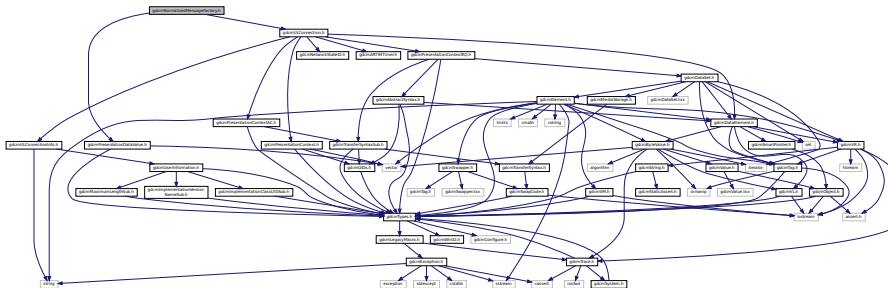 gdcmNormalizedMessageFactory.h
gdcmULConnection.h
gdcmNetworkStateID.h
gdcmARTIMTimer.h
gdcmPresentationContextRQ.h
gdcmDataSet.h
gdcmAbstractSyntax.h
gdcmElement.h
gdcmMediaStorage.h
gdcmDataSet.txx
gdcmPresentationContextAC.h
limits
cmath
cstring
gdcmDataElement.h
gdcmULConnectionInfo.h
gdcmPresentationDataValue.h
gdcmPresentationContext.h
gdcmTransferSyntaxSub.h
gdcmByteValue.h
gdcmSmartPointer.h
set
gdcmVR.h
gdcmUserInformation.h
gdcmUIDs.h
vector
gdcmSwapper.h
gdcmTransferSyntax.h
algorithm
gdcmString.h
gdcmValue.h
iterator
gdcmTag.h
fstream
gdcmMaximumLengthSub.h
gdcmImplementationVersion
NameSub.h
gdcmImplementationClassUIDSub.h
gdcmTag.h
gdcmSwapper.txx
gdcmSwapCode.h
gdcmVM.h
gdcmStaticAssert.h
iomanip
gdcmValue.txx
gdcmVL.h
gdcmObject.h
gdcmTypes.h
iostream
assert.h
gdcmLegacyMacro.h
gdcmWin32.h
gdcmConfigure.h
gdcmException.h
gdcmTrace.h
string
exception
stdexcept
cstdlib
sstream
cassert
iosfwd
gdcmSystem.h